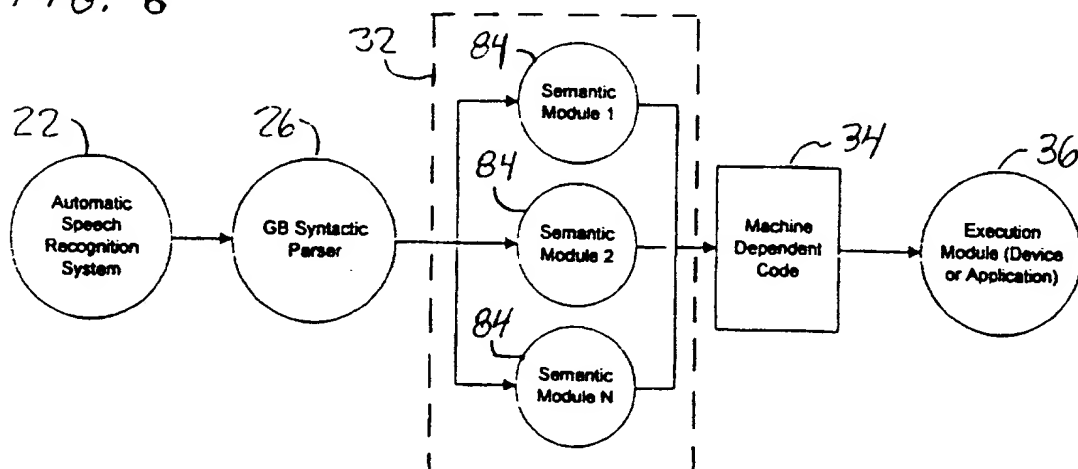 FIG. 6
32
84
Semantic
Module 1
22
Automatic
Speech
Recognition
System
26
GB Syntactic
Parser
84
Semantic
Module 2
84
Semantic
Module N
34
Machine
Dependent
Code
36
Execution
Module (Device
or Application)